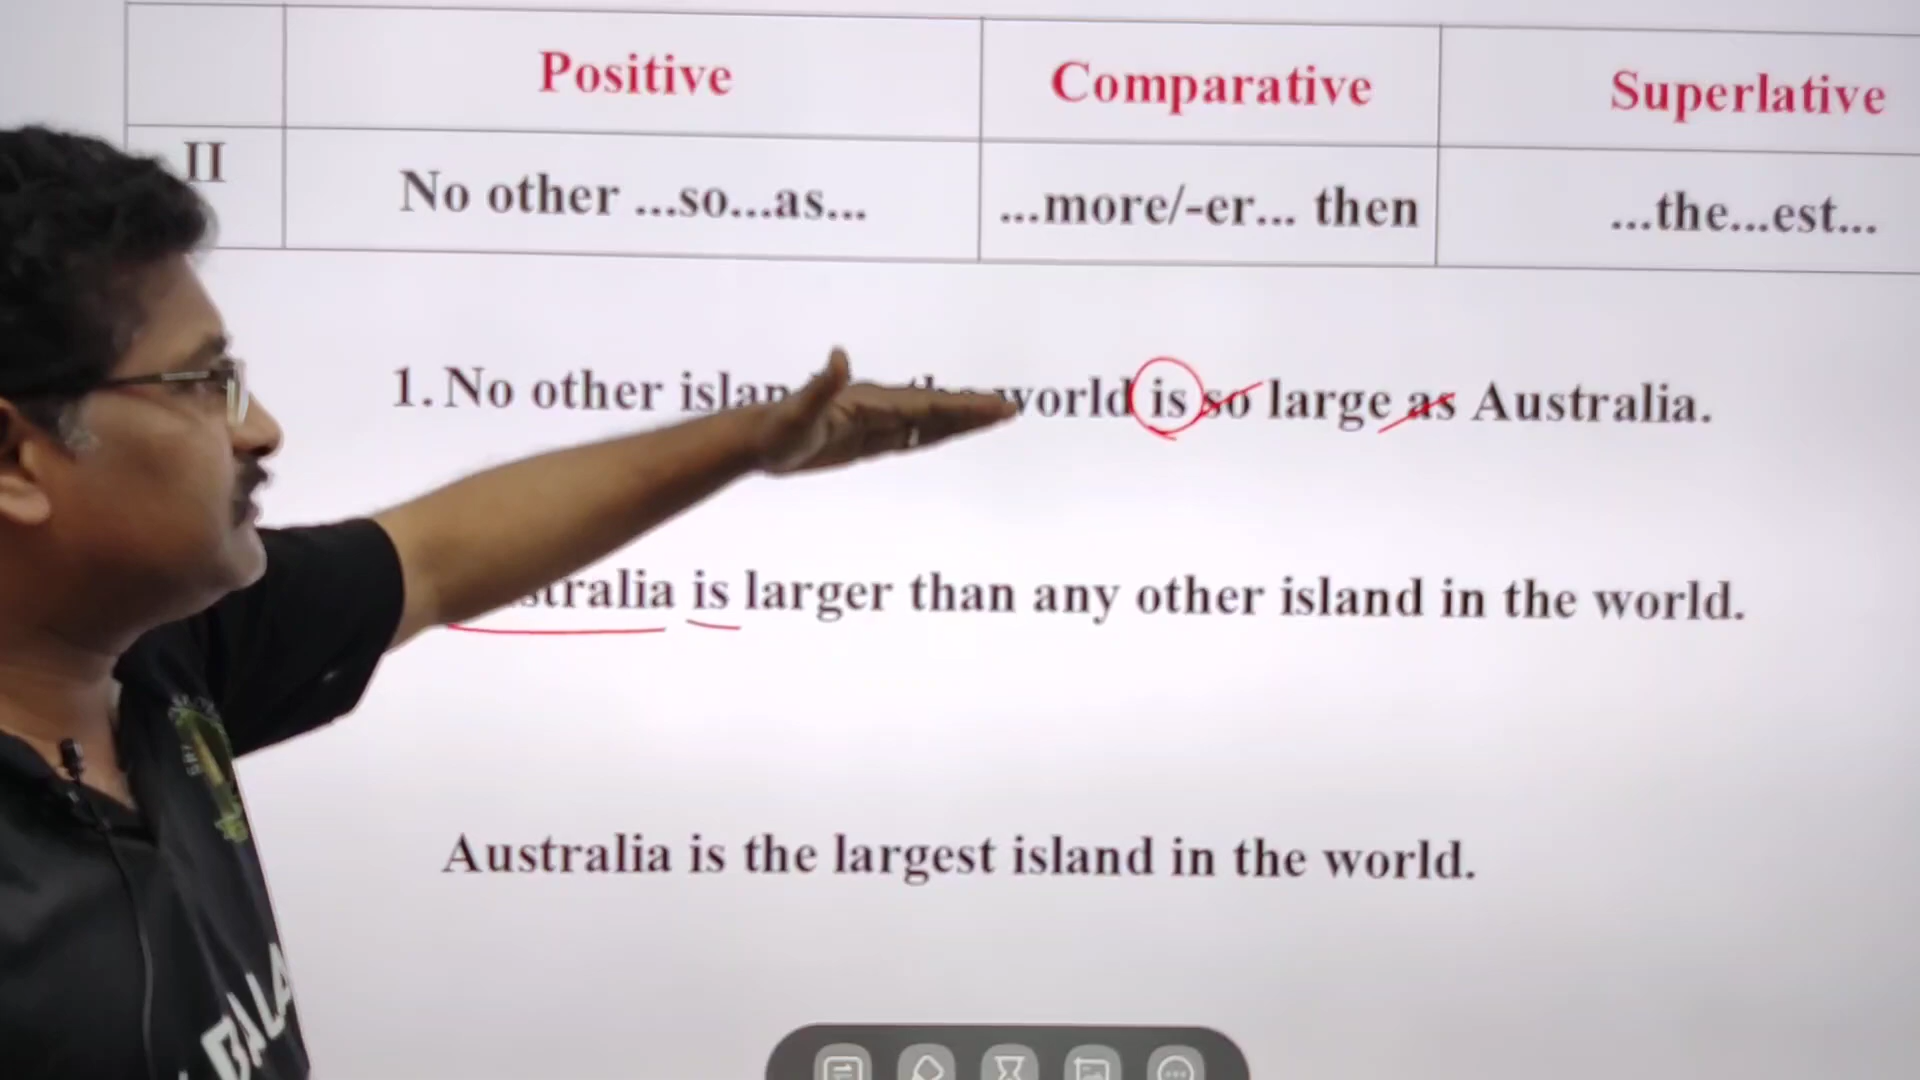 Positive Comparative Superlative
II No other ...so...as... ...more/-er... then ...the...est...
1. No other the world is so large as Australia.
is larger than any other island in the world.
Australia is the largest island in the world.